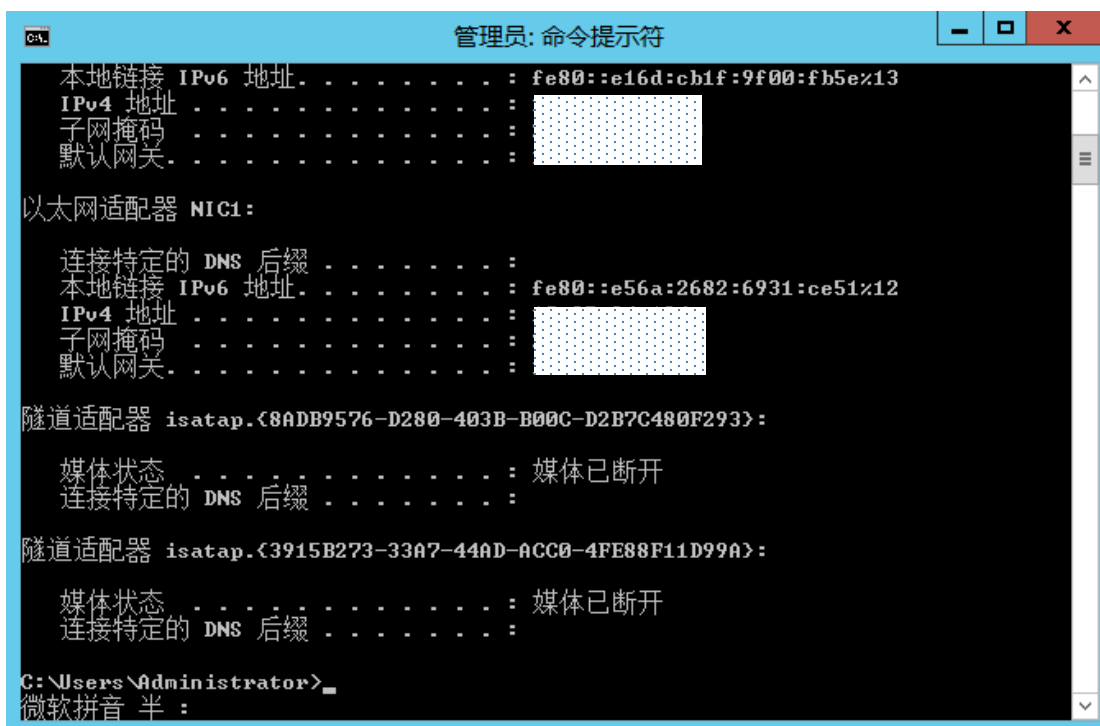 管理员: 命令提示符
本地链接 IPv6 地址. . . . . . . . : fe80::e16d:cb1f:9f00:fb5e%13
IPv4 地址 . . . . . . . . . . . . :
子网掩码 . . . . . . . . . . . . :
默认网关. . . . . . . . . . . . . :
以太网适配器 NIC1:
连接特定的 DNS 后缀 . . . . . . . :
本地链接 IPv6 地址. . . . . . . . : fe80::e56a:2682:6931:ce51%12
IPv4 地址 . . . . . . . . . . . . :
子网掩码 . . . . . . . . . . . . :
默认网关. . . . . . . . . . . . . :
隧道适配器 isatap.{8ADB9576-D280-403B-B00C-D2B7C480F293}:
媒体状态 . . . . . . . . . . . . : 媒体已断开
连接特定的 DNS 后缀 . . . . . . . :
隧道适配器 isatap.{3915B273-33A7-44AD-ACC0-4FE88F11D99A}:
媒体状态 . . . . . . . . . . . . : 媒体已断开
连接特定的 DNS 后缀 . . . . . . . :
C:\Users\Administrator>_
微软拼音 半 :